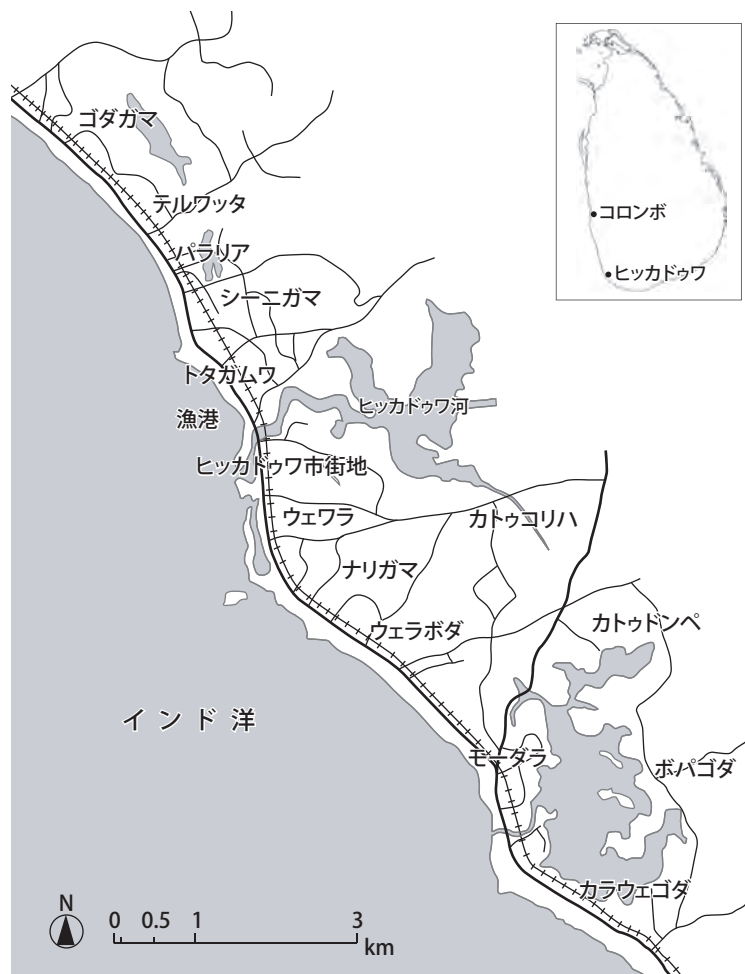 ゴダガマ
テルワッタ
パラリア
シーニガマ
トタガムワ
漁港
ヒッカドゥワ河
ヒッカドゥワ市街地
ウェワラ
カトゥコリハ
ナリガマ
ウェラボダ
カトゥドンペ
インド洋
モーダラ
ボパゴダ
カラウェゴダ
コロンボ
ヒッカドゥワ
N
0 0.5 1 3
km